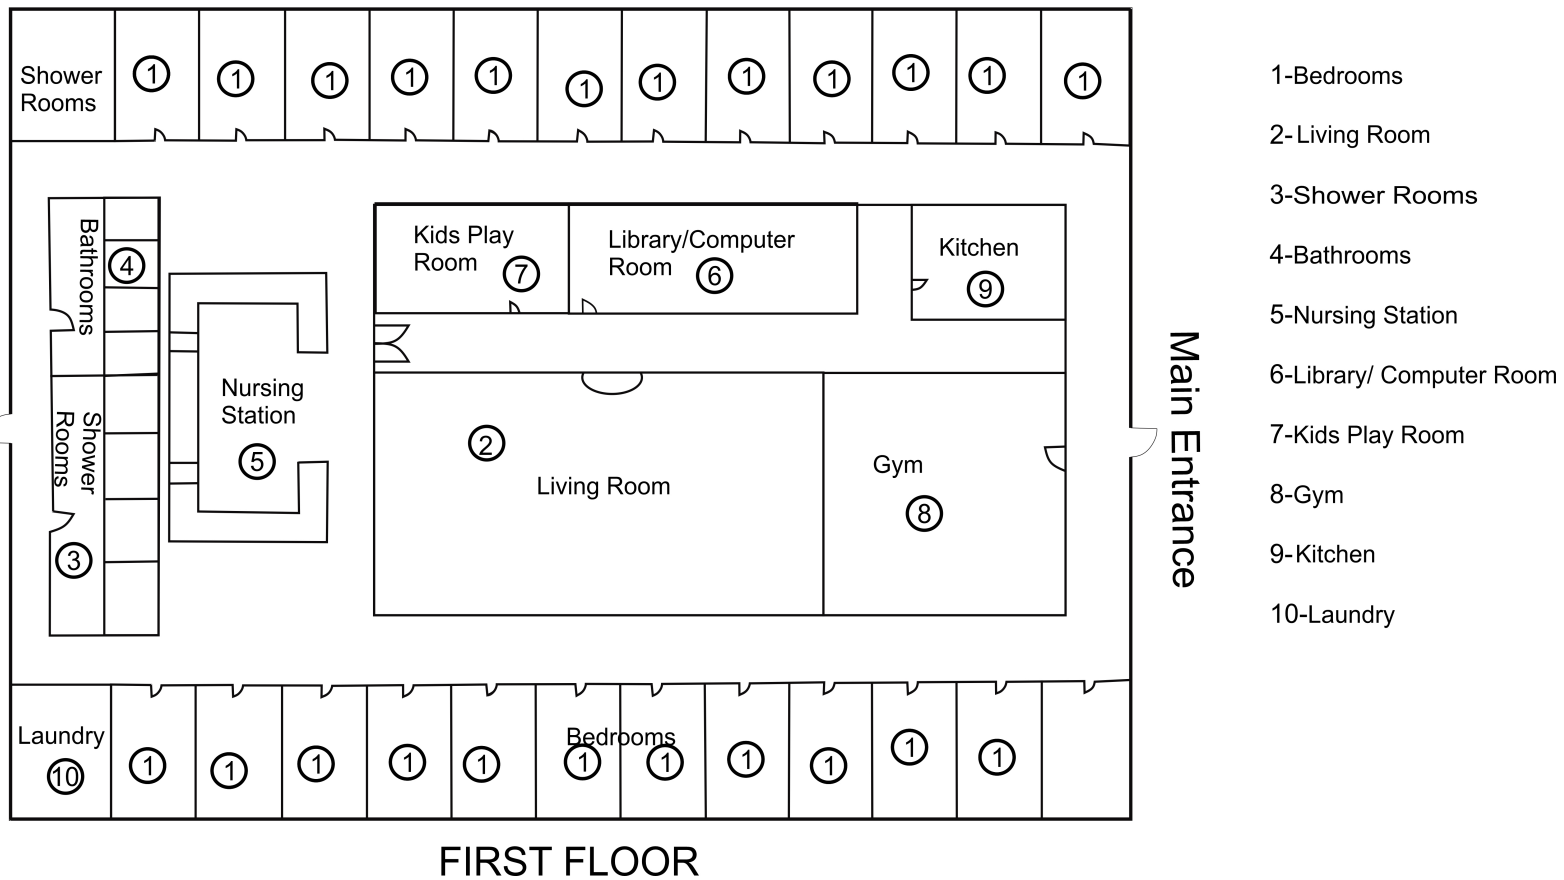 Shower
Rooms
1
1
1
1
1
1
1
1
1
1
1
1
Bathrooms
4
Shower
Rooms
3
Nursing
Station
5
Kids Play
Room
7
Library/Computer
Room
6
Kitchen
9
2
Living Room
Gym
8
Main Entrance
Laundry
10
Bedrooms
1
1
1
1
1
1
1
1
1
1
1
FIRST FLOOR
1-Bedrooms
2-Living Room
3-Shower Rooms
4-Bathrooms
5-Nursing Station
6-Library/ Computer Room
7-Kids Play Room
8-Gym
9-Kitchen
10-Laundry